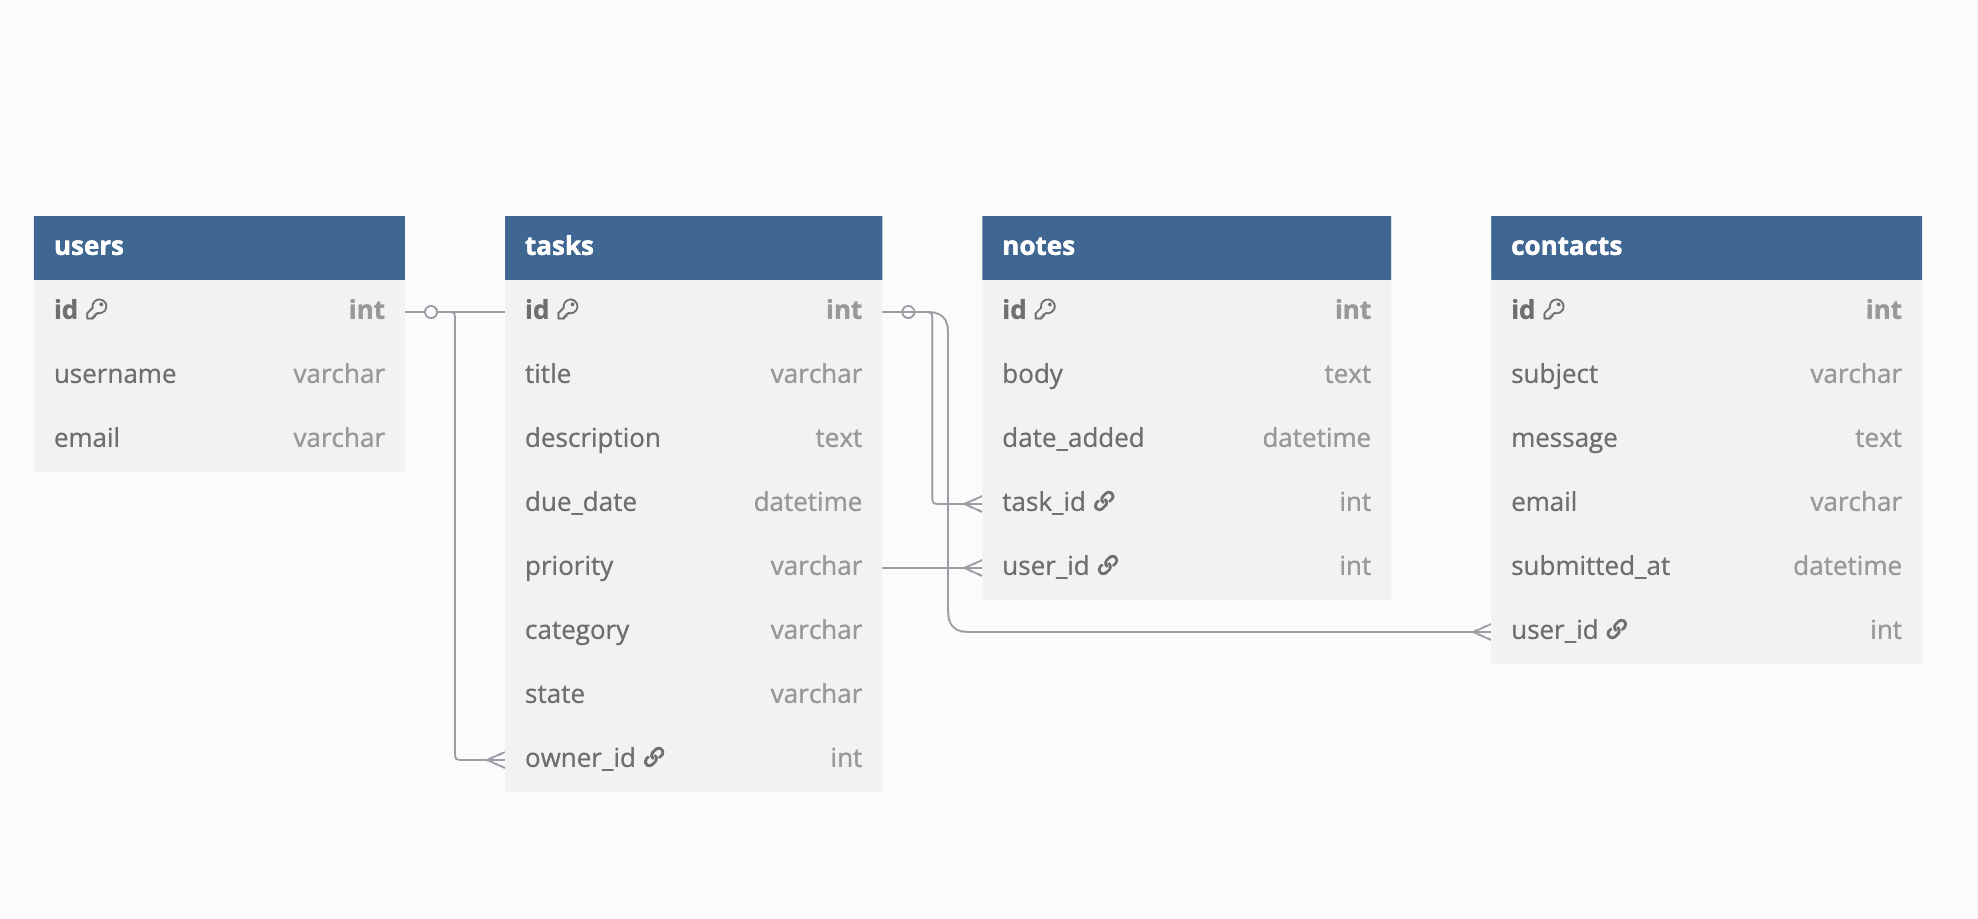 users
id int
username varchar
email varchar
tasks
id int
title varchar
description text
due_date datetime
priority varchar
category varchar
state varchar
owner_id int
notes
id int
body text
date_added datetime
task_id int
user_id int
contacts
id int
subject varchar
message text
email varchar
submitted_at datetime
user_id int